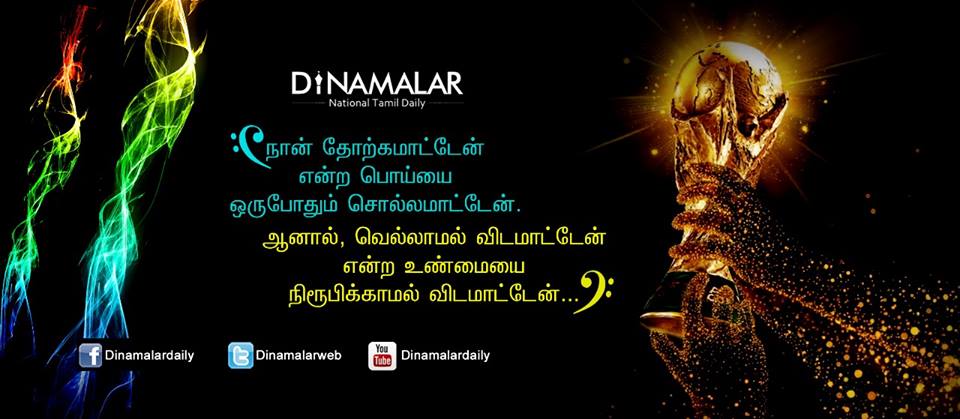 DINAMALAR
National Tamil Daily
நான் தோற்கமாட்டேன்
என்ற பொய்யை
ஒருபோதும் சொல்லமாட்டேன்.
ஆனால், வெல்லாமல் விடமாட்டேன்
என்ற உண்மையை
நிரூபிக்காமல் விடமாட்டேன்...
f Dinamalardaily
t Dinamalarweb
You Tube Dinamalardaily